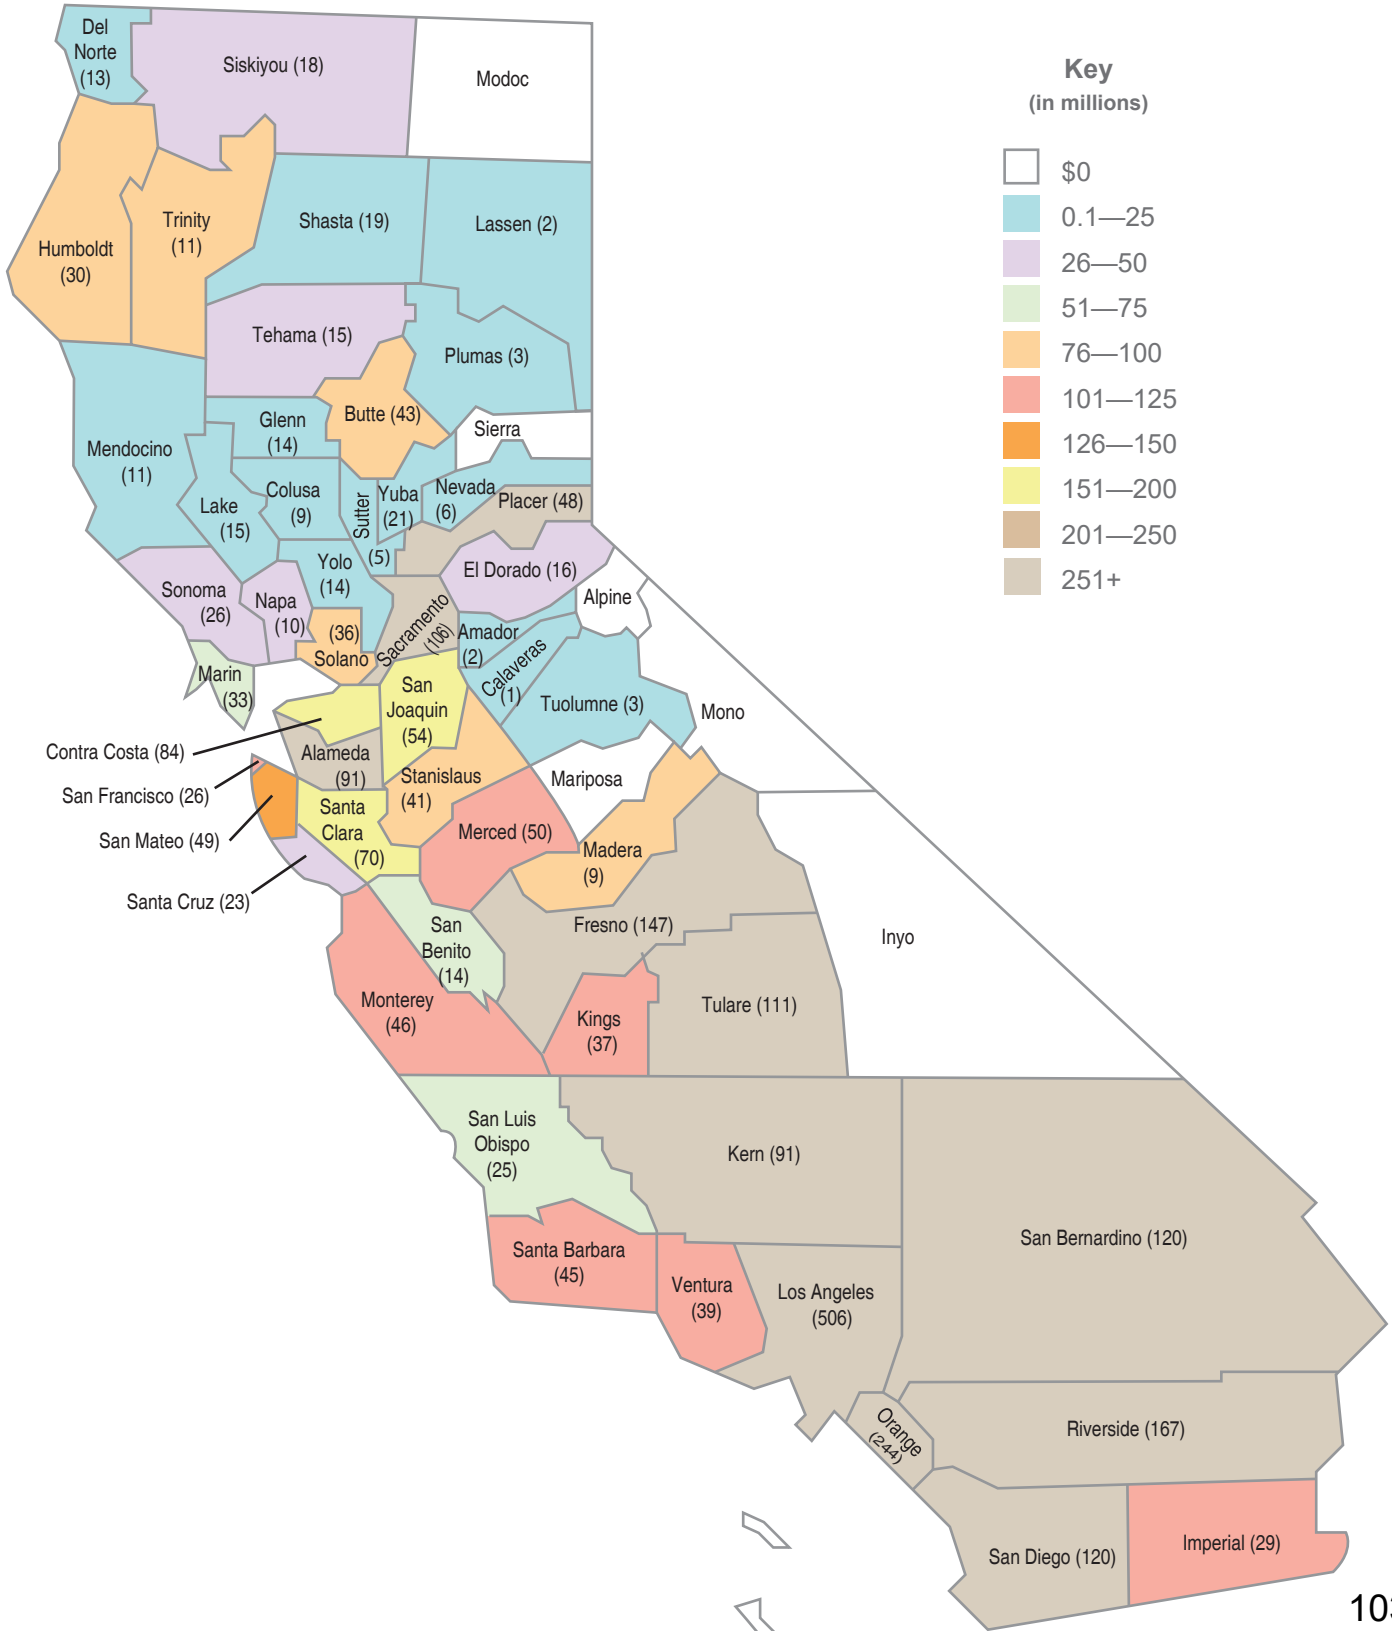 Del
Norte
(13)
Siskiyou (18)
Modoc
Key
(in millions)
$0
0.1—25
26—50
51—75
76—100
101—125
126—150
151—200
201—250
251+
Humboldt
(30)
Trinity
(11)
Shasta (19)
Lassen (2)
Tehama (15)
Plumas (3)
Butte (43)
Glenn
(14)
Sierra
Mendocino
(11)
Lake
(15)
Colusa
(9)
Sutter
(5)
Yuba
(21)
Nevada
(6)
Placer (48)
Yolo
(14)
El Dorado (16)
Sonoma
(26)
Napa
(10)
(36)
Solano
Sacramento
(106)
Amador
(2)
Alpine
Calaveras
(1)
Marin
(33)
San
Joaquin
(54)
Tuolumne (3)
Mono
Contra Costa (84)
Alameda
(91)
Stanislaus
(41)
Mariposa
San Francisco (26)
Santa
Clara
(70)
San Mateo (49)
Merced (50)
Madera
(9)
Santa Cruz (23)
San
Benito
(14)
Fresno (147)
Inyo
Monterey
(46)
Kings
(37)
Tulare (111)
San Luis
Obispo
(25)
Kern (91)
San Bernardino (120)
Santa Barbara
(45)
Ventura
(39)
Los Angeles
(506)
Orange
(244)
Riverside (167)
San Diego (120)
Imperial (29)